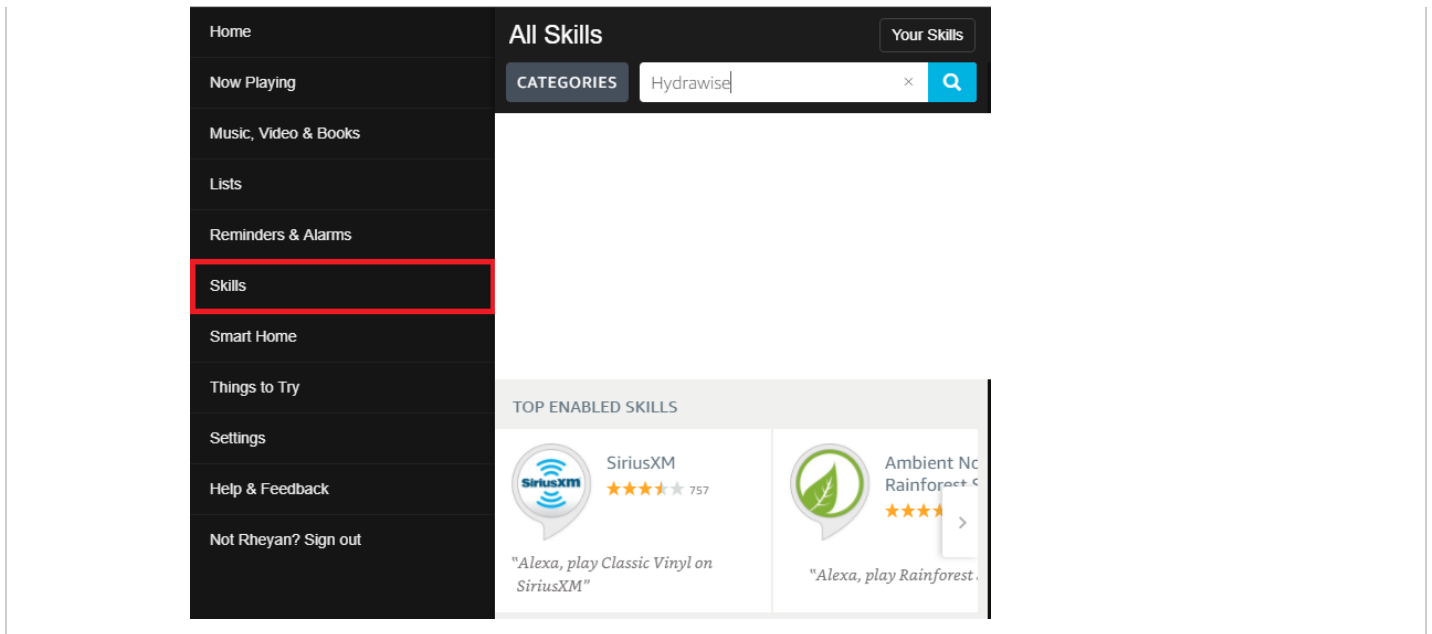 Home
Now Playing
Music, Video & Books
Lists
Reminders & Alarms
Skills
Smart Home
Things to Try
Settings
Help & Feedback
Not Rheyan? Sign out
All Skills
Your Skills
CATEGORIES
Hydrawise
×
TOP ENABLED SKILLS
SiriusXM
SiriusXM
757
"Alexa, play Classic Vinyl on
SiriusXM"
Ambient
Rainforest
"Alexa, play Rainforest